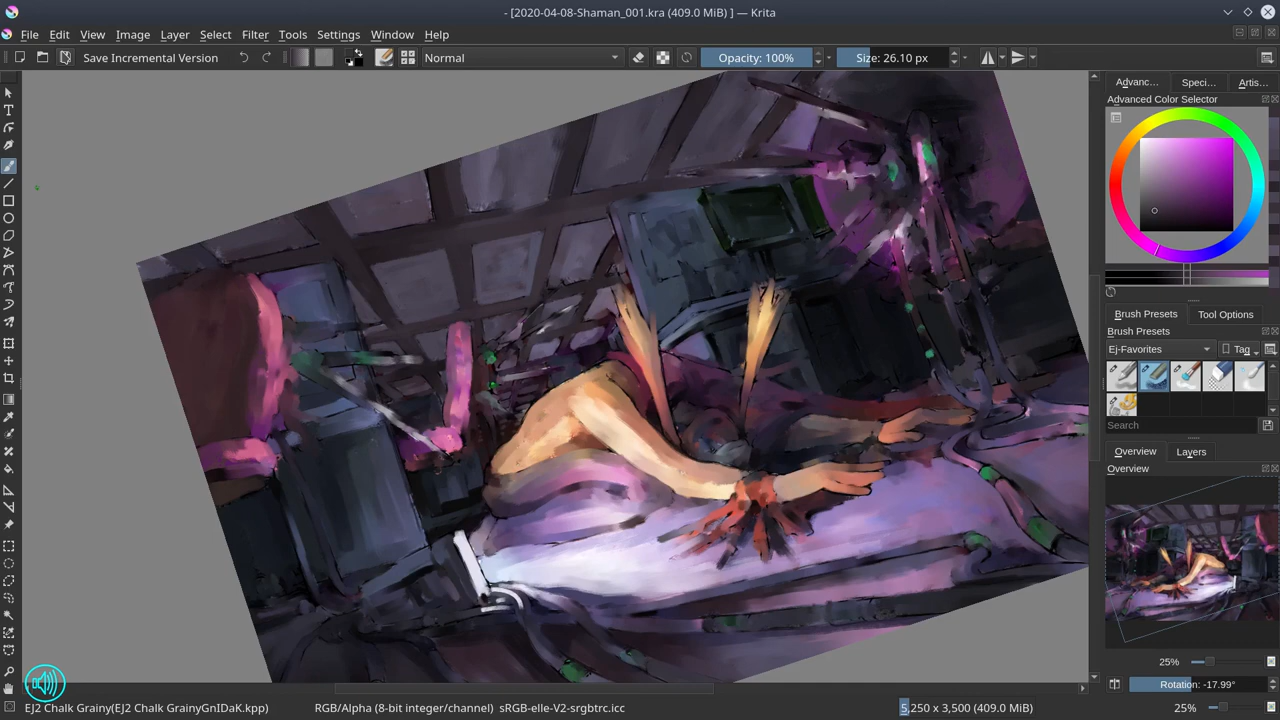 - [2020-04-08-Shaman_001.kra (409.0 MiB) ] — Krita
File Edit View Image Layer Select Filter Tools Settings Window Help
Save Incremental Version Normal Opacity: 100% Size: 26.10 px
Advanc... Speci... Artis...
Advanced Color Selector
Brush Presets Tool Options
Brush Presets
Ej-Favorites Tag
Search
Overview Layers
Overview
25%
Rotation: -17.99°
EJ2 Chalk Grainy(EJ2 Chalk GrainyGnIDaK.kpp) RGB/Alpha (8-bit integer/channel) sRGB-elle-V2-srgbtrc.icc 5,250 x 3,500 (409.0 MiB) 25%